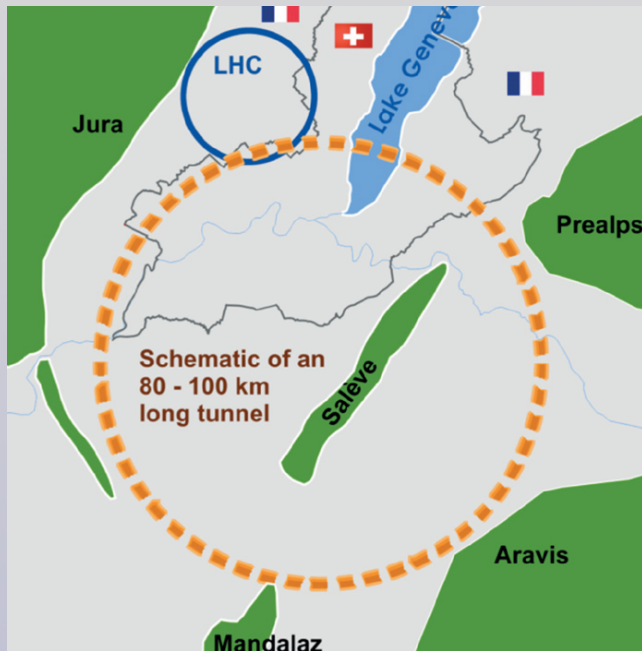 LHC
Lake Geneva
Jura
Prealps
Schematic of an
80 - 100 km
long tunnel
Salève
Aravis
Mandalaz